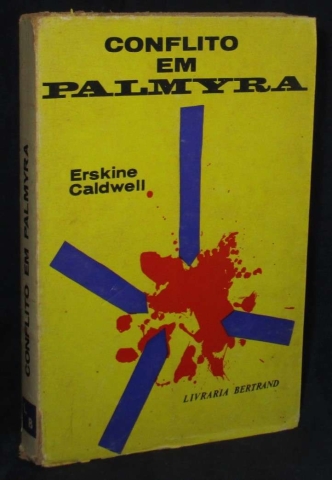 CONFLITO
EM
PALMYRA
Erskine
Caldwell
LIVRARIA BERTRAND
CONFLITO EM PALMYRA